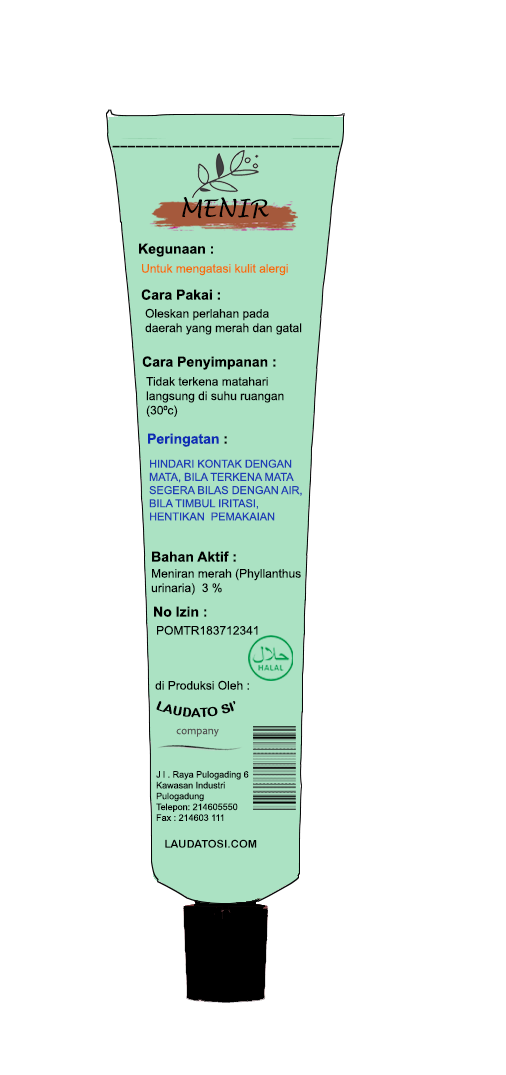 MENIR
Kegunaan :
Untuk mengatasi kulit alergi
Cara Pakai :
Oleskan perlahan pada
daerah yang merah dan gatal
Cara Penyimpanan :
Tidak terkena matahari
langsung di suhu ruangan
(30ºc)
Peringatan :
HINDARI KONTAK DENGAN
MATA, BILA TERKENA MATA
SEGERA BILAS DENGAN AIR,
BILA TIMBUL IRITASI,
HENTIKAN PEMAKAIAN
Bahan Aktif :
Meniran merah (Phyllanthus
urinaria) 3 %
No Izin :
POMTR183712341
حلال
HALAL
di Produksi Oleh :
LAUDATO SI'
company
J l . Raya Pulogading 6
Kawasan Industri
Pulogadung
Telepon: 214605550
Fax : 214603 111
LAUDATOSI.COM